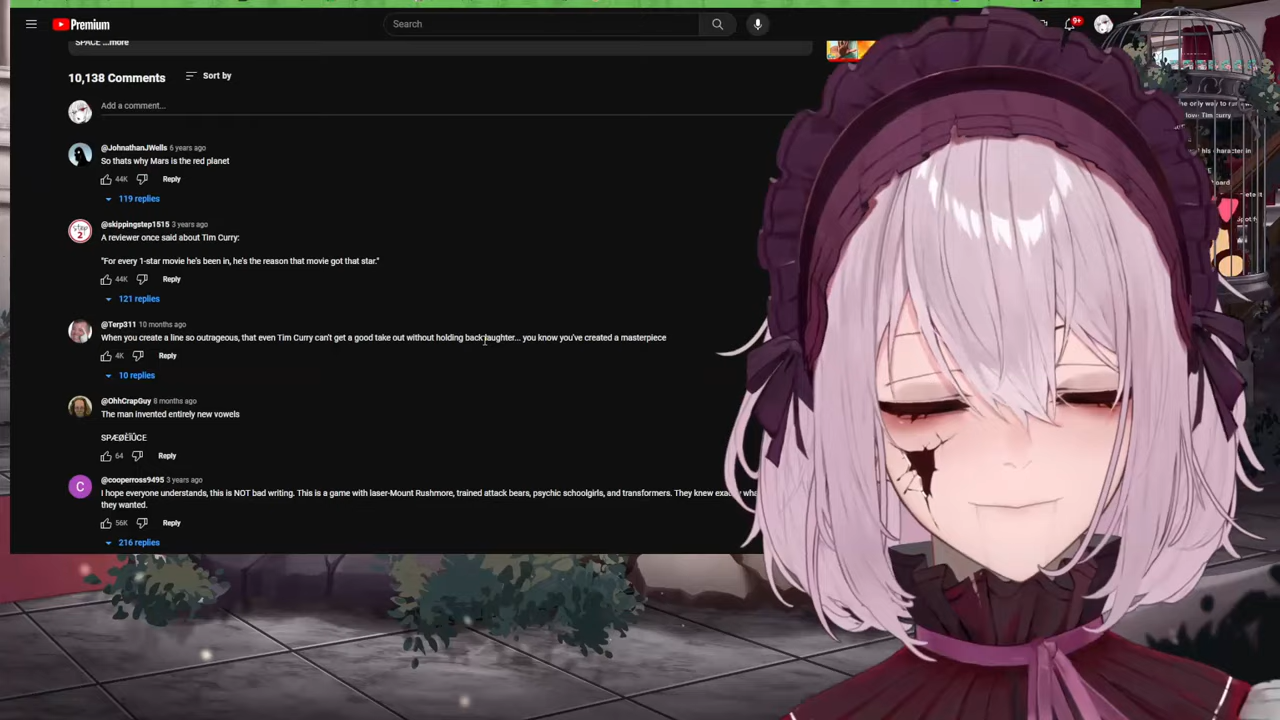 Premium
Search
9+
SPACE ...more
10,138 Comments
Sort by
Add a comment...
@JohnathanJWells 6 years ago
So thats why Mars is the red planet
44K Reply
119 replies
@skippingstep1515 3 years ago
A reviewer once said about Tim Curry:
"For every 1-star movie he's been in, he's the reason that movie got that star."
44K Reply
121 replies
@Terp311 10 months ago
When you create a line so outrageous, that even Tim Curry can't get a good take out without holding back laughter... you know you've created a masterpiece
4K Reply
10 replies
@OhhCrapGuy 8 months ago
The man invented entirely new vowels
64 Reply
@cooperross9495 3 years ago
I hope everyone understands, this is NOT bad writing. This is a game with laser-Mount Rushmore, trained attack bears, psychic schoolgirls, and transformers. They knew
they wanted.
56K Reply
216 replies